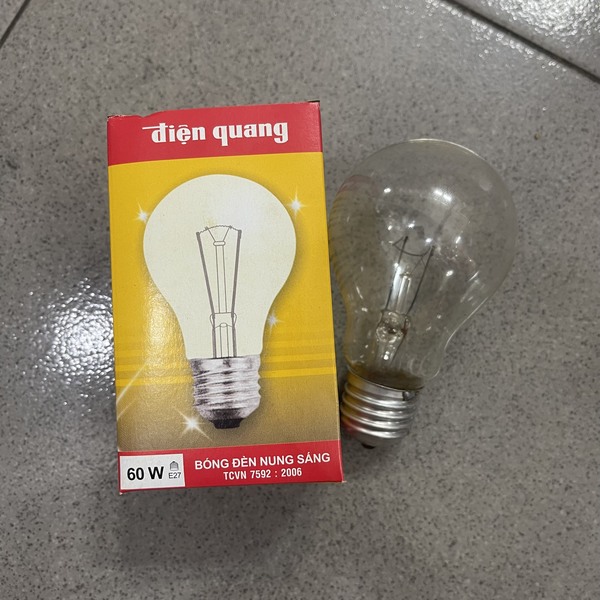 điện quang
60 W
E27
BÓNG ĐÈN NUNG SÁNG
TCVN 7592 : 2006